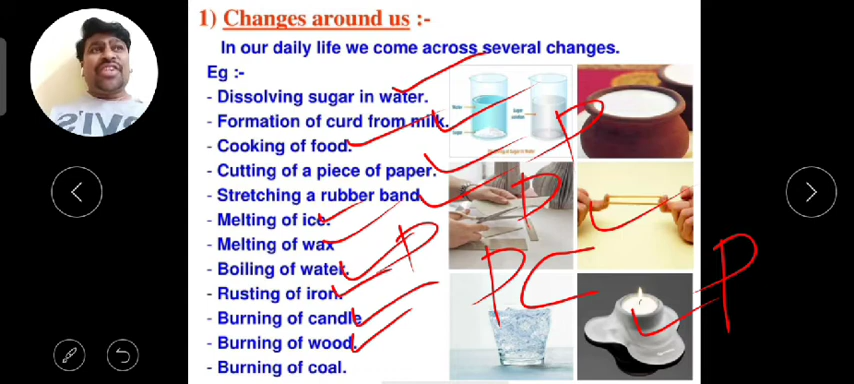 1) Changes around us :-
In our daily life we come across several changes.
Eg :-
- Dissolving sugar in water.
- Formation of curd from milk.
- Cooking of food.
- Cutting of a piece of paper.
- Stretching a rubber band
- Melting of ice.
- Melting of wax
- Boiling of water.
- Rusting of iron.
- Burning of candle
- Burning of wood.
- Burning of coal.
P
P
P
P C
P